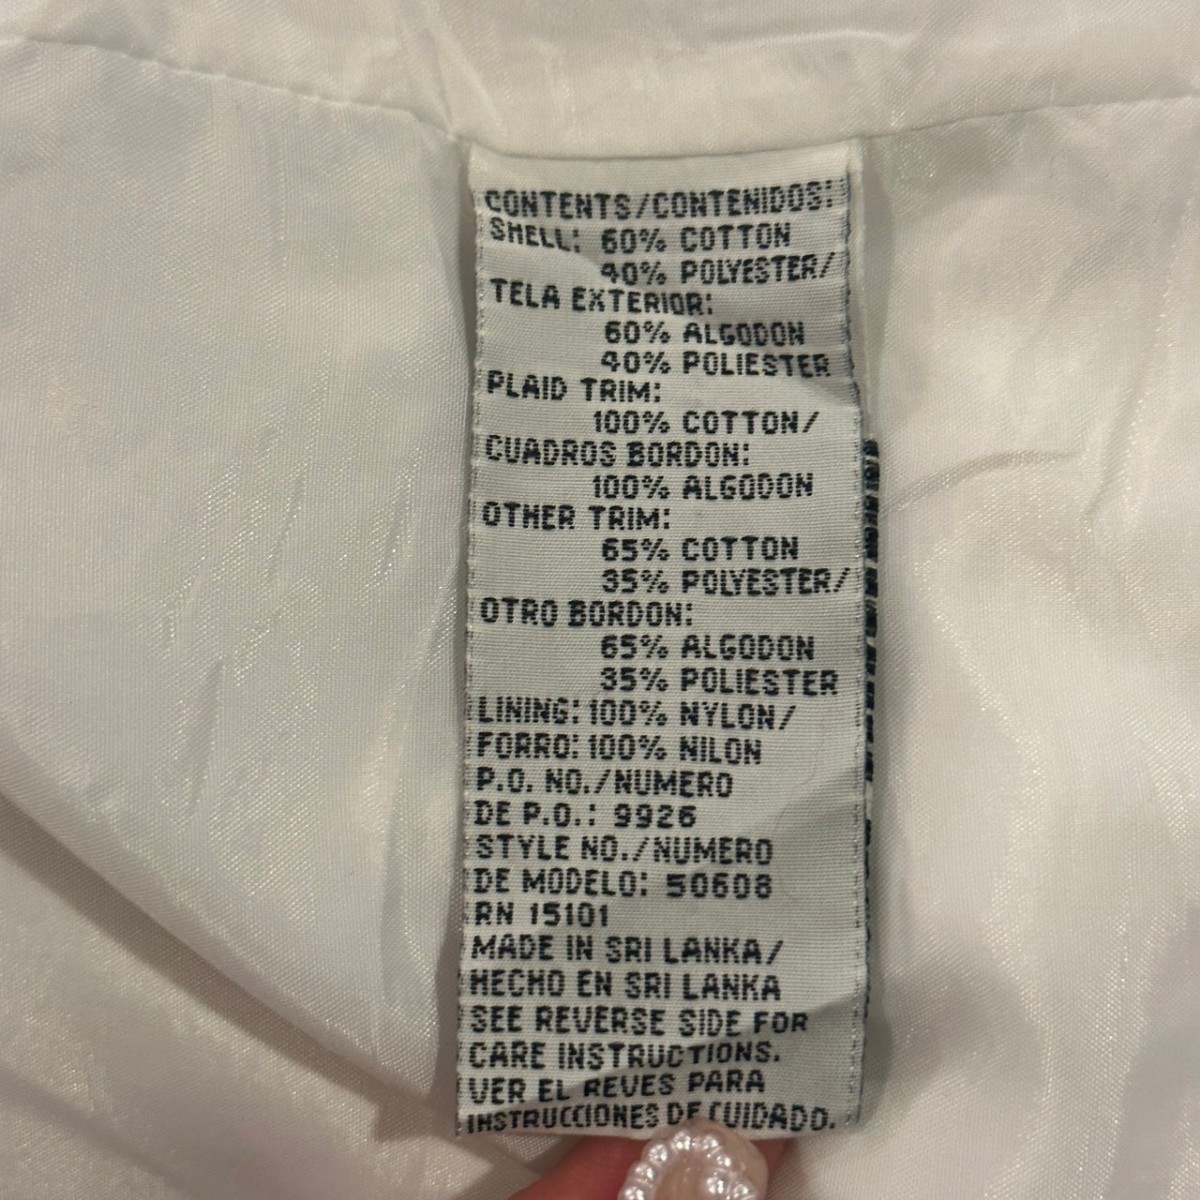 CONTENTS/CONTENIDOS:
SHELL: 60% COTTON
40% POLYESTER/
TELA EXTERIOR:
60% ALGODON
40% POLIESTER
PLAID TRIM:
100% COTTON/
CUADROS BORDON:
100% ALGODON
OTHER TRIM:
65% COTTON
35% POLYESTER/
OTRO BORDON:
65% ALGODON
35% POLIESTER
LINING: 100% NYLON/
FORRO: 100% NILON
P.O. NO./NUMERO
DE P.O.: 9926
STYLE NO./NUMERO
DE MODELO: 50608
RN 15101
MADE IN SRI LANKA/
HECHO EN SRI LANKA
SEE REVERSE SIDE FOR
CARE INSTRUCTIONS.
VER EL REVES PARA
INSTRUCCIONES DE CUIDADO.